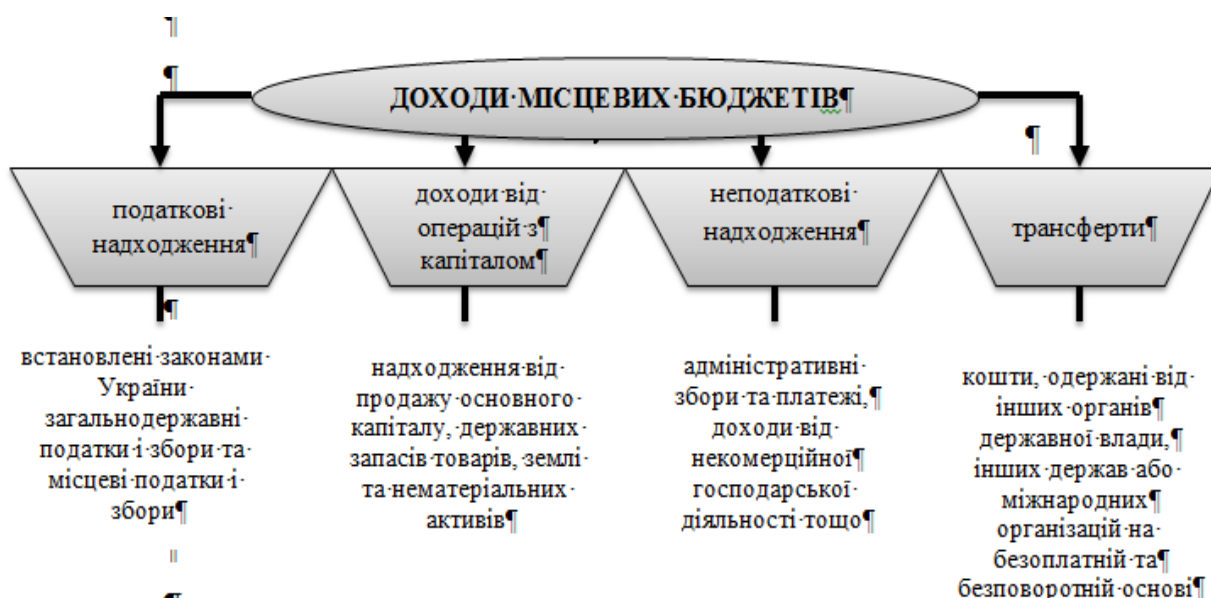 ДОХОДИ МІСЦЕВИХ БЮДЖЕТІВ
податкові
надходження
доходи від
операцій з
капіталом
неподаткові
надходження
трансферти
встановлені законами
України
загальнодержавні
податки і збори та
місцеві податки і
збори
надходження від
продажу основного
капіталу, державних
запасів товарів, землі
та нематеріальних
активів
адміністративні
збори та платежі,
доходи від
некомерційної
господарської
діяльності тощо
кошти, одержані від
інших органів
державної влади,
інших держав або
міжнародних
організацій на
безоплатній та
безповоротній основі